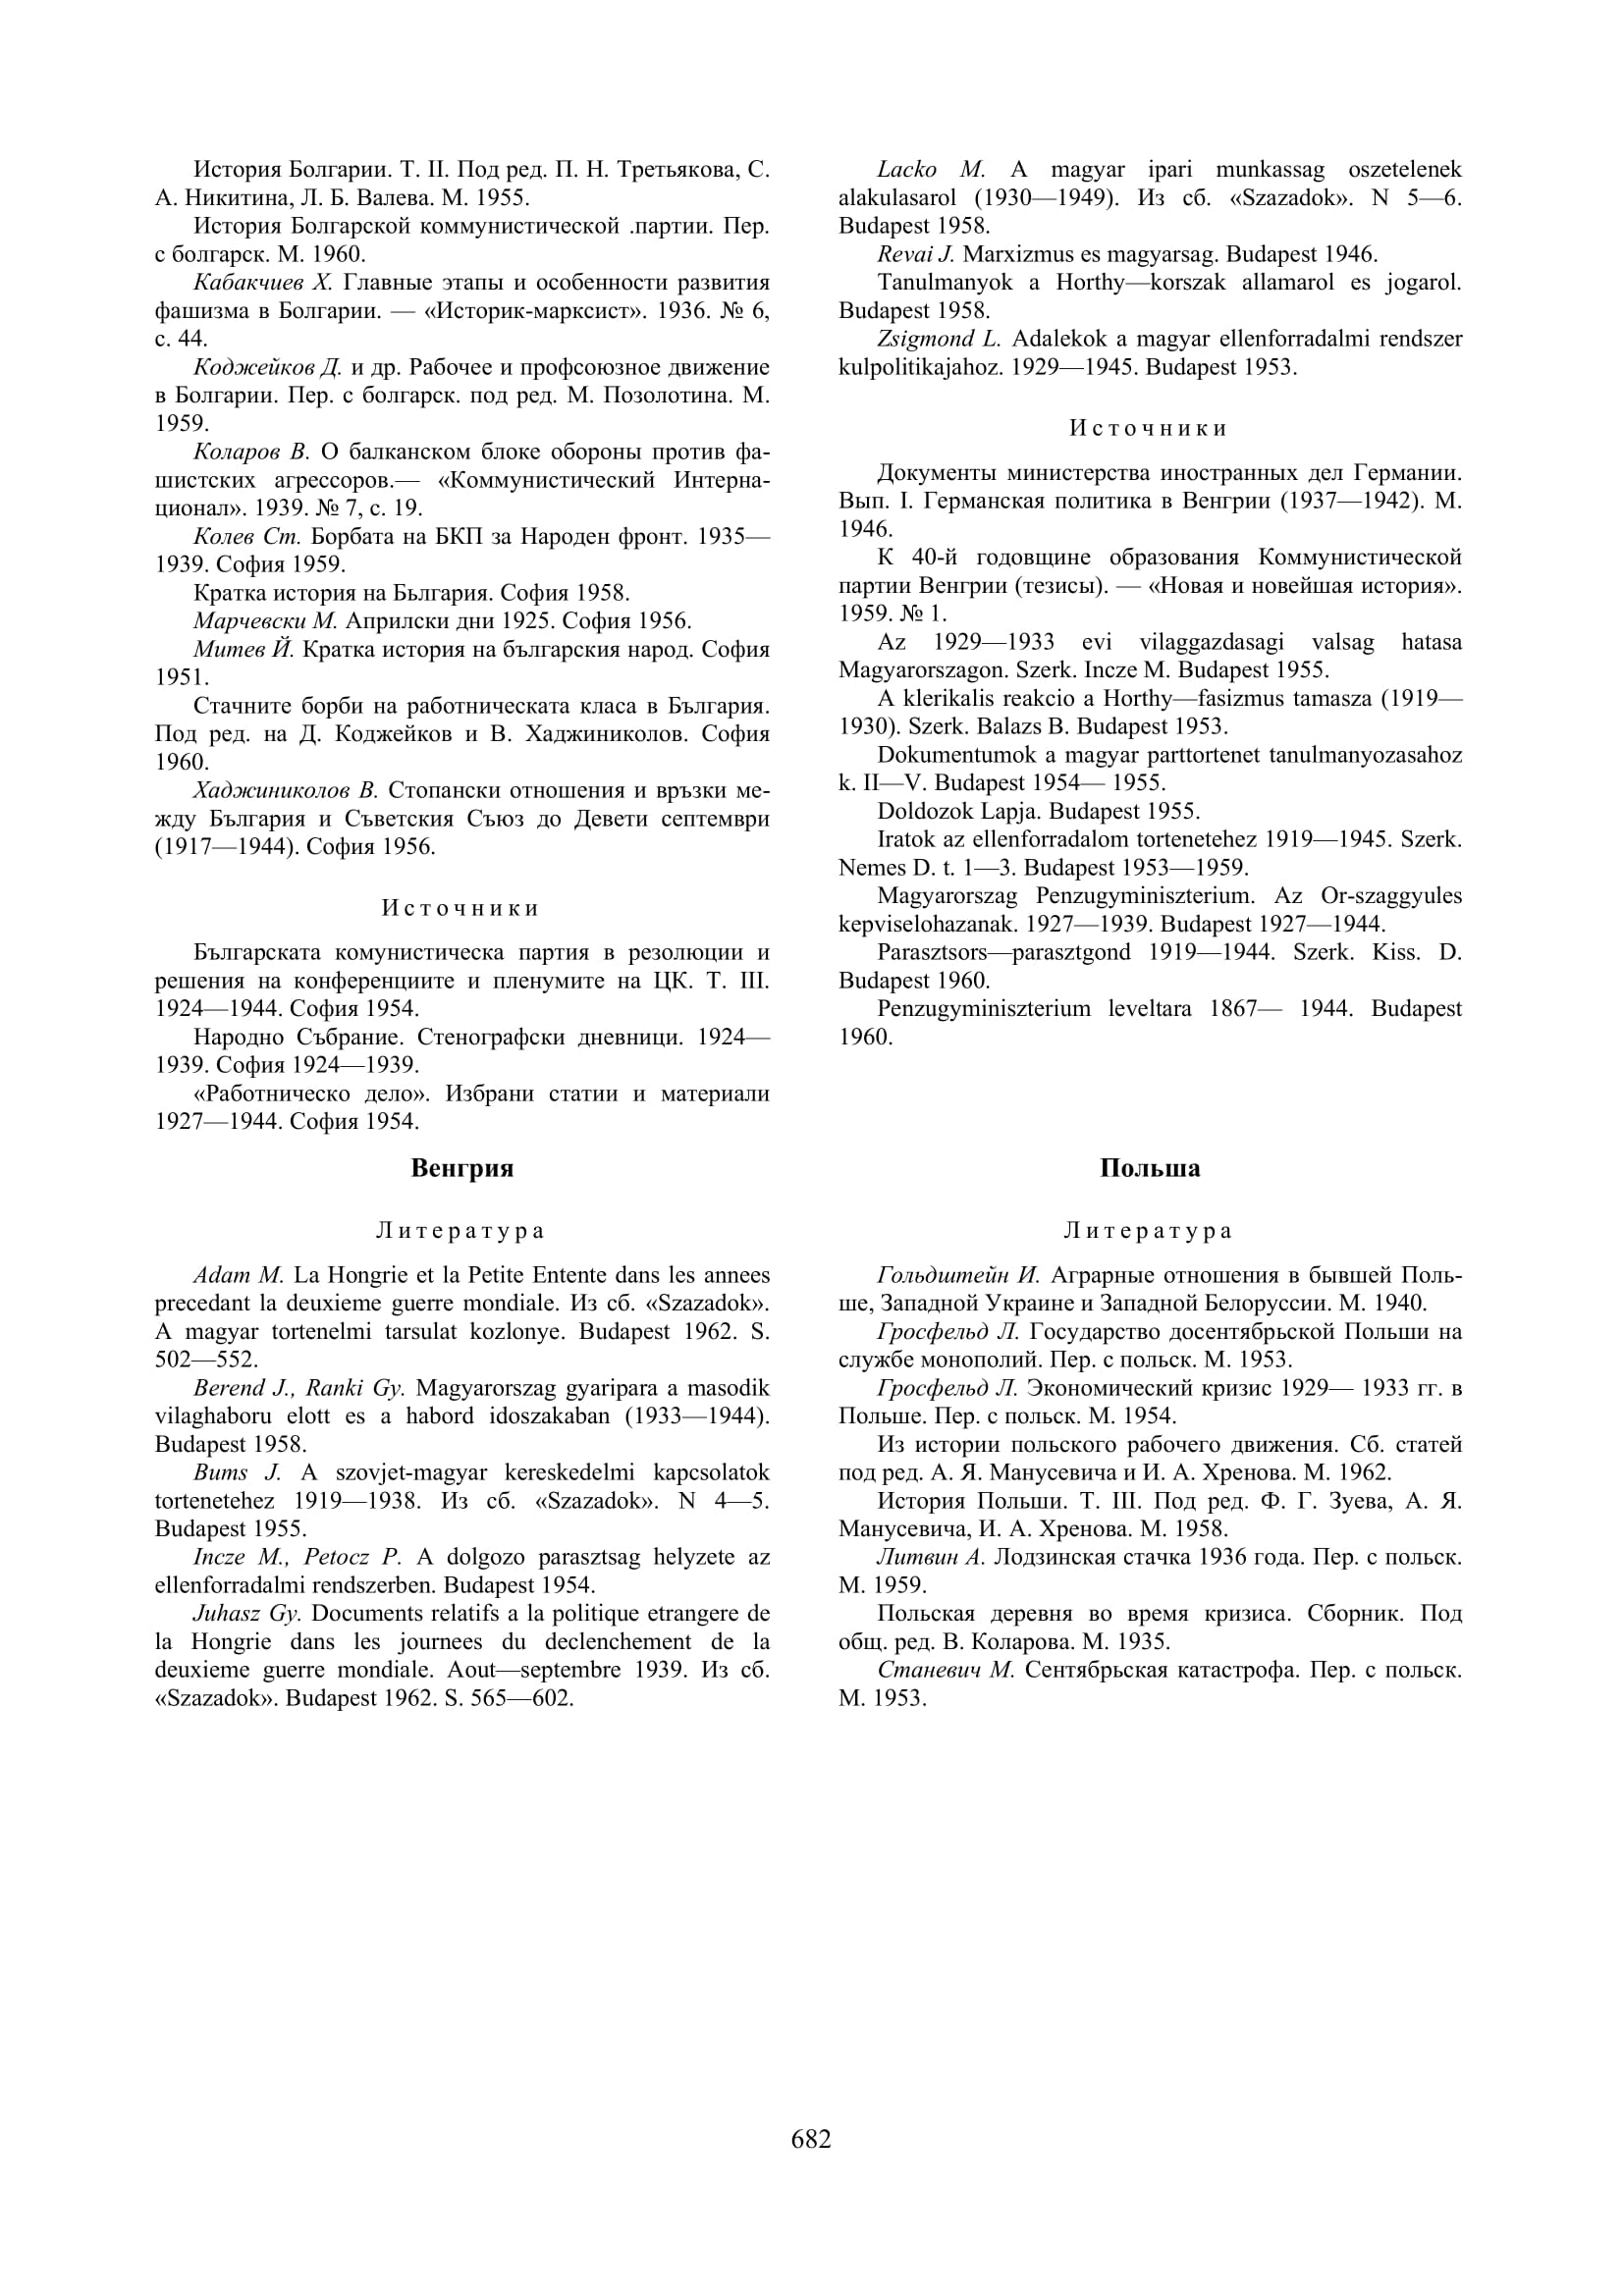 История Болгарии. Т. II. Под ред. П. Н. Третьякова, С.
А. Никитина, Л. Б. Валева. М. 1955.
История Болгарской коммунистической .партии. Пер.
с болгарск. М. 1960.
Кабакчиев X. Главные этапы и особенности развития
фашизма в Болгарии. — «Историк-марксист». 1936. № 6,
с. 44.
Коджейков Д. и др. Рабочее и профсоюзное движение
в Болгарии. Пер. с болгарск. под ред. М. Позолотина. М.
1959.
Коларов В. О балканском блоке обороны против фа-
шистских агрессоров.— «Коммунистический Интерна-
ционал». 1939. № 7, с. 19.
Колев Ст. Борбата на БКП за Народен фронт. 1935—
1939. София 1959.
Кратка история на Бьлгария. София 1958.
Марчевски М. Априлски дни 1925. София 1956.
Митев Й. Кратка история на българския народ. София
1951.
Стачните борби на работническата класа в България.
Под ред. на Д. Коджейков и В. Хаджиниколов. София
1960.
Хаджиниколов В. Стопански отношения и връзки ме-
жду България и Съветския Съюз до Девети септември
(1917—1944). София 1956.
Источники
Българската комунистическа партия в резолюции и
решения на конференциите и пленумите на ЦК. Т. III.
1924—1944. София 1954.
Народно Събрание. Стенографски дневници. 1924—
1939. София 1924—1939.
«Работническо дело». Избрани статии и материали
1927—1944. София 1954.
Венгрия
Литература
Adam M. La Hongrie et la Petite Entente dans les annees
precedant la deuxieme guerre mondiale. Из сб. «Szazadok».
A magyar tortenelmi tarsulat kozlonye. Budapest 1962. S.
502—552.
Berend J., Ranki Gy. Magyarorszag gyaripara a masodik
vilaghaboru elott es a habord idoszakaban (1933—1944).
Budapest 1958.
Bums J. A szovjet-magyar kereskedelmi kapcsolatok
tortenetehez 1919—1938. Из сб. «Szazadok». N 4—5.
Budapest 1955.
Incze M., Petocz P. A dolgozo parasztsag helyzete az
ellenforradalmi rendszerben. Budapest 1954.
Juhasz Gy. Documents relatifs a la politique etrangere de
la Hongrie dans les journees du declenchement de la
deuxieme guerre mondiale. Aout—septembre 1939. Из сб.
«Szazadok». Budapest 1962. S. 565—602.
Lacko M. A magyar ipari munkassag oszetelenek
alakulasarol (1930—1949). Из сб. «Szazadok». N 5—6.
Budapest 1958.
Revai J. Marxizmus es magyarsag. Budapest 1946.
Tanulmanyok a Horthy—korszak allamarol es jogarol.
Budapest 1958.
Zsigmond L. Adalekok a magyar ellenforradalmi rendszer
kulpolitikajahoz. 1929—1945. Budapest 1953.
Источники
Документы министерства иностранных дел Германии.
Вып. I. Германская политика в Венгрии (1937—1942). М.
1946.
К 40-й годовщине образования Коммунистической
партии Венгрии (тезисы). — «Новая и новейшая история».
1959. № 1.
Az 1929—1933 evi vilaggazdasagi valsag hatasa
Magyarorszagon. Szerk. Incze M. Budapest 1955.
A klerikalis reakcio a Horthy—fasizmus tamasza (1919—
1930). Szerk. Balazs B. Budapest 1953.
Dokumentumok a magyar parttortenet tanulmanyozasahoz
k. II—V. Budapest 1954— 1955.
Doldozok Lapja. Budapest 1955.
Iratok az ellenforradalom tortenetehez 1919—1945. Szerk.
Nemes D. t. 1—3. Budapest 1953—1959.
Magyarorszag Penzugyminiszterium. Az Or-szaggyules
kepviselohazanak. 1927—1939. Budapest 1927—1944.
Parasztsors—parasztgond 1919—1944. Szerk. Kiss. D.
Budapest 1960.
Penzugyminiszterium leveltara 1867— 1944. Budapest
1960.
Польша
Литература
Гольдштейн И. Аграрные отношения в бывшей Поль-
ше, Западной Украине и Западной Белоруссии. М. 1940.
Гросфельд Л. Государство досентябрьской Польши на
службе монополий. Пер. с польск. М. 1953.
Гросфельд Л. Экономический кризис 1929— 1933 гг. в
Польше. Пер. с польск. М. 1954.
Из истории польского рабочего движения. Сб. статей
под ред. А. Я. Манусевича и И. А. Хренова. М. 1962.
История Польши. Т. III. Под ред. Ф. Г. Зуева, А. Я.
Манусевича, И. А. Хренова. М. 1958.
Литвин А. Лодзинская стачка 1936 года. Пер. с польск.
М. 1959.
Польская деревня во время кризиса. Сборник. Под
общ. ред. В. Коларова. М. 1935.
Станевич М. Сентябрьская катастрофа. Пер. с польск.
М. 1953.
682